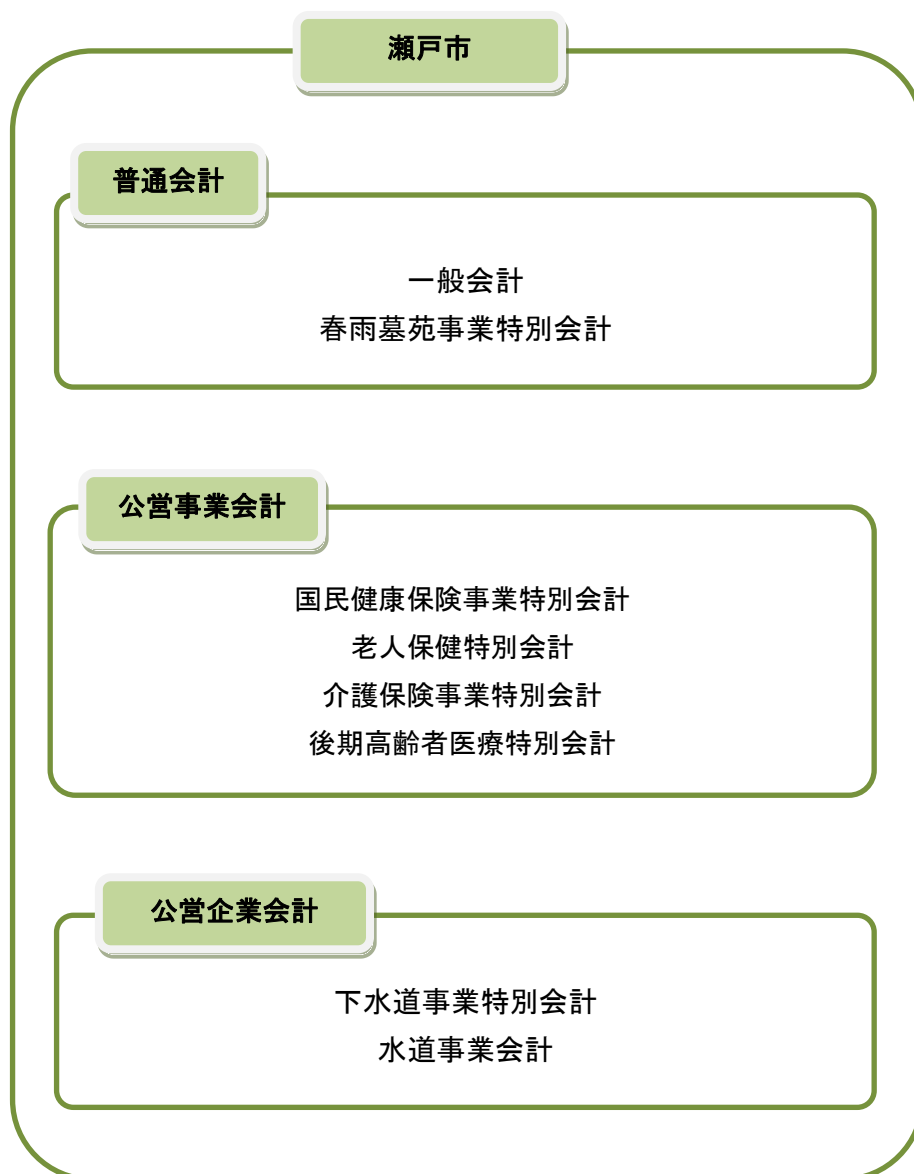 瀬戸市
普通会計
一般会計
春雨墓苑事業特別会計
公営事業会計
国民健康保険事業特別会計
老人保健特別会計
介護保険事業特別会計
後期高齢者医療特別会計
公営企業会計
下水道事業特別会計
水道事業会計